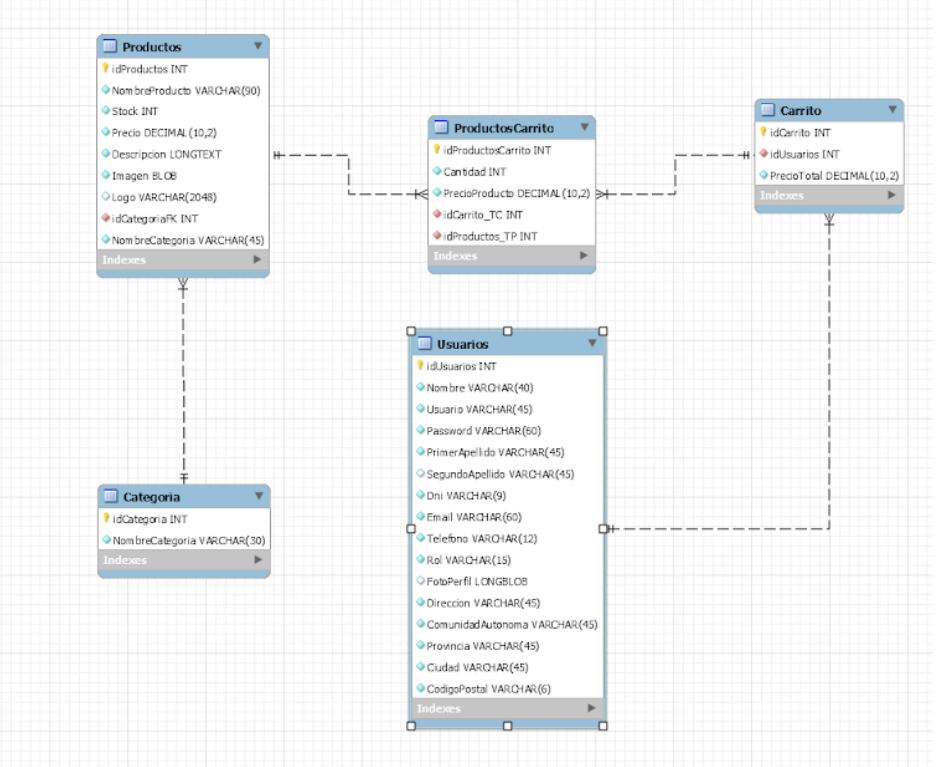 Productos
idProductos INT
NombreProducto VARCHAR(90)
Stock INT
Precio DECIMAL(10,2)
Descripcion LONGTEXT
Imagen BLOB
Logo VARCHAR(2048)
idCategoriaFK INT
NombreCategoria VARCHAR(45)
Indexes
ProductosCarrito
idProductosCarrito INT
Cantidad INT
PrecioProducto DECIMAL(10,2)
idCarrito_TC INT
idProductos_TP INT
Indexes
Carrito
idCarrito INT
idUsuarios INT
PrecioTotal DECIMAL(10,2)
Indexes
Usuarios
idUsuarios INT
Nombre VARCHAR(40)
Usuario VARCHAR(45)
Password VARCHAR(60)
PrimerApellido VARCHAR(45)
SegundoApellido VARCHAR(45)
Dni VARCHAR(9)
Email VARCHAR(60)
Telefono VARCHAR(12)
Rol VARCHAR(15)
FotoPerfil LONGBLOB
Direccion VARCHAR(45)
ComunidadAutonoma VARCHAR(45)
Provincia VARCHAR(45)
Ciudad VARCHAR(45)
CodigoPostal VARCHAR(6)
Indexes
Categoria
idCategoria INT
NombreCategoria VARCHAR(30)
Indexes